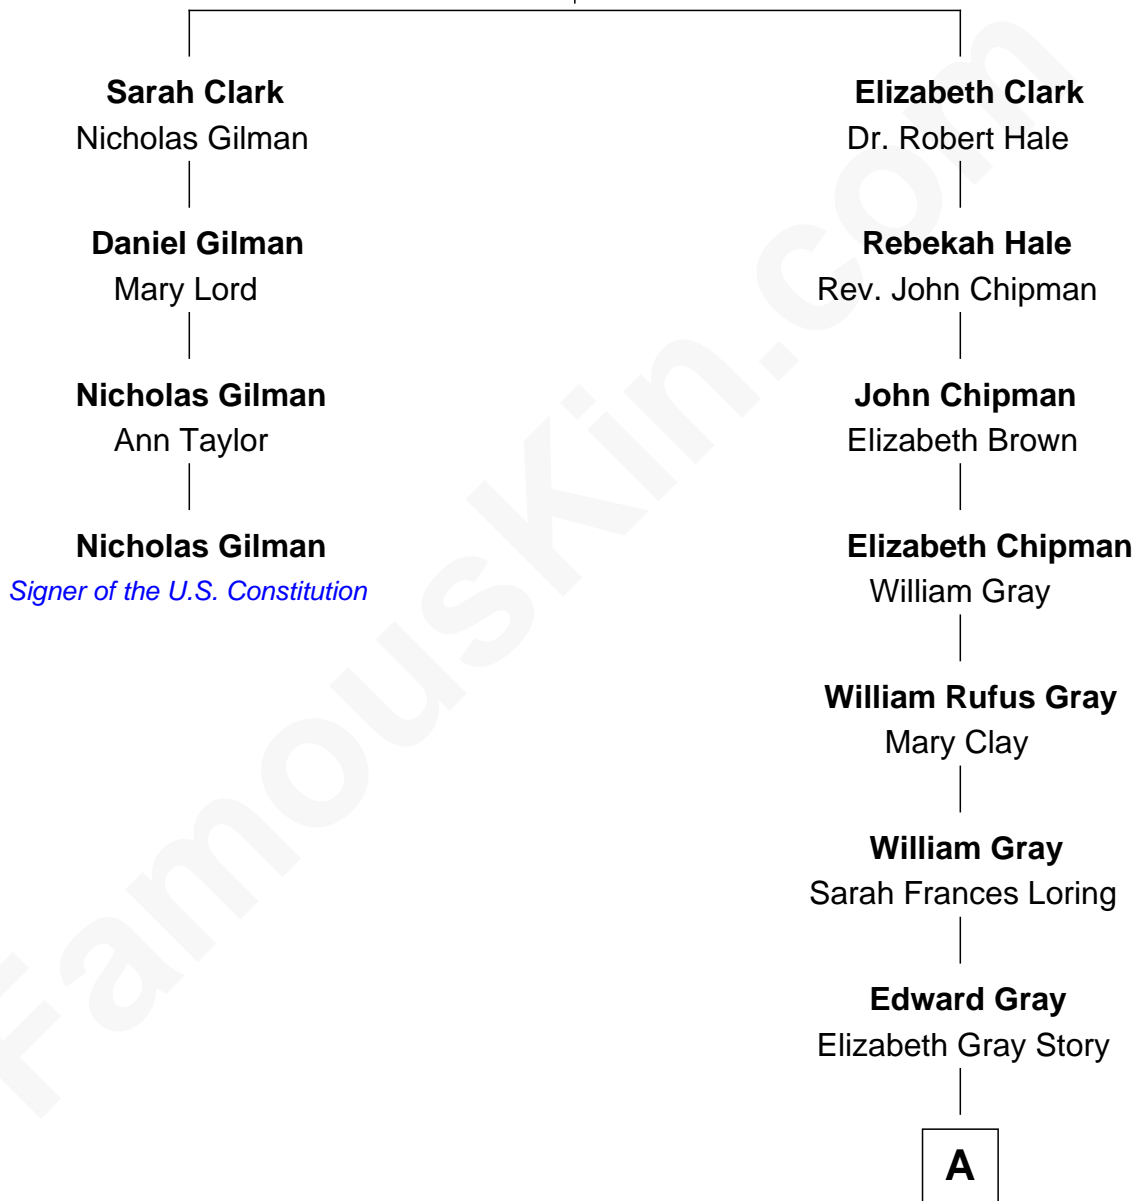 Sarah Clark
Nicholas Gilman
Daniel Gilman
Mary Lord
Nicholas Gilman
Ann Taylor
Nicholas Gilman
Signer of the U.S. Constitution
Elizabeth Clark
Dr. Robert Hale
Rebekah Hale
Rev. John Chipman
John Chipman
Elizabeth Brown
Elizabeth Chipman
William Gray
William Rufus Gray
Mary Clay
William Gray
Sarah Frances Loring
Edward Gray
Elizabeth Gray Story
A
FamousKin.com